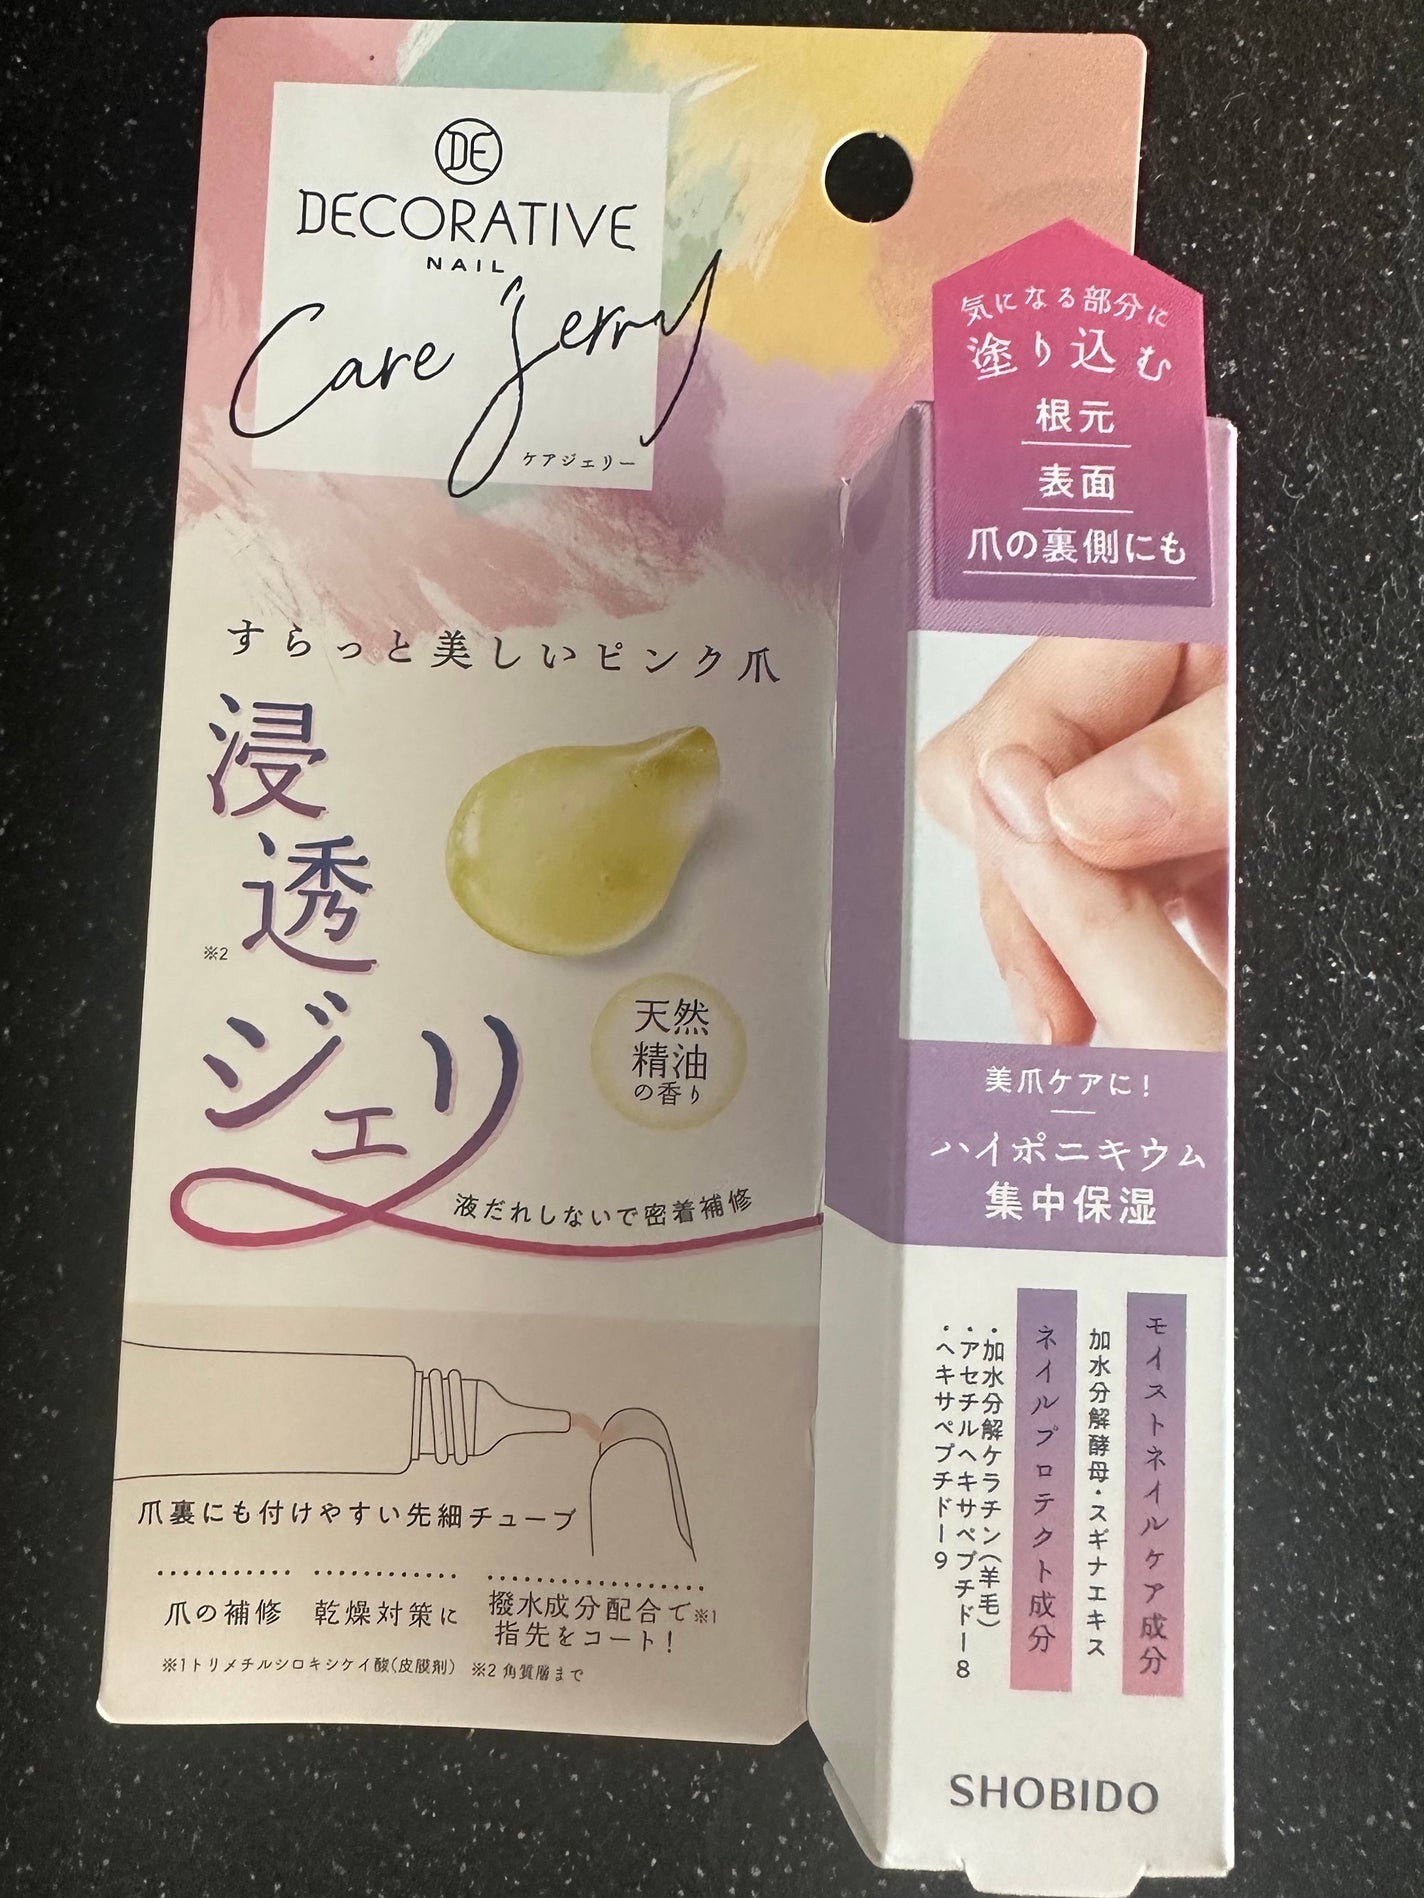 DE
DECORATIVE
NAIL
Care Jerry
ケアジェリー
すらっと美しいピンク爪
浸透
※2
ジェリー
液だれしないで密着補修
天然
精油
の香り
爪裏にも付けやすい先細チューブ
爪の補修
乾燥対策に
撥水成分配合で※1
指先をコート!
※1トリメチルシロキシケイ酸(皮膜剤) ※2 角質層まで
気になる部分に
塗り込む
根元
表面
爪の裏側にも
美爪ケアに!
ハイポニキウム
集中保湿
モイストネイルケア成分
加水分解酵母・スギナエキス
ネイルプロテクト成分
・加水分解ケラチン(羊毛)
・アセチルヘキサペプチド-8
・ヘキサペプチド-9
SHOBIDO